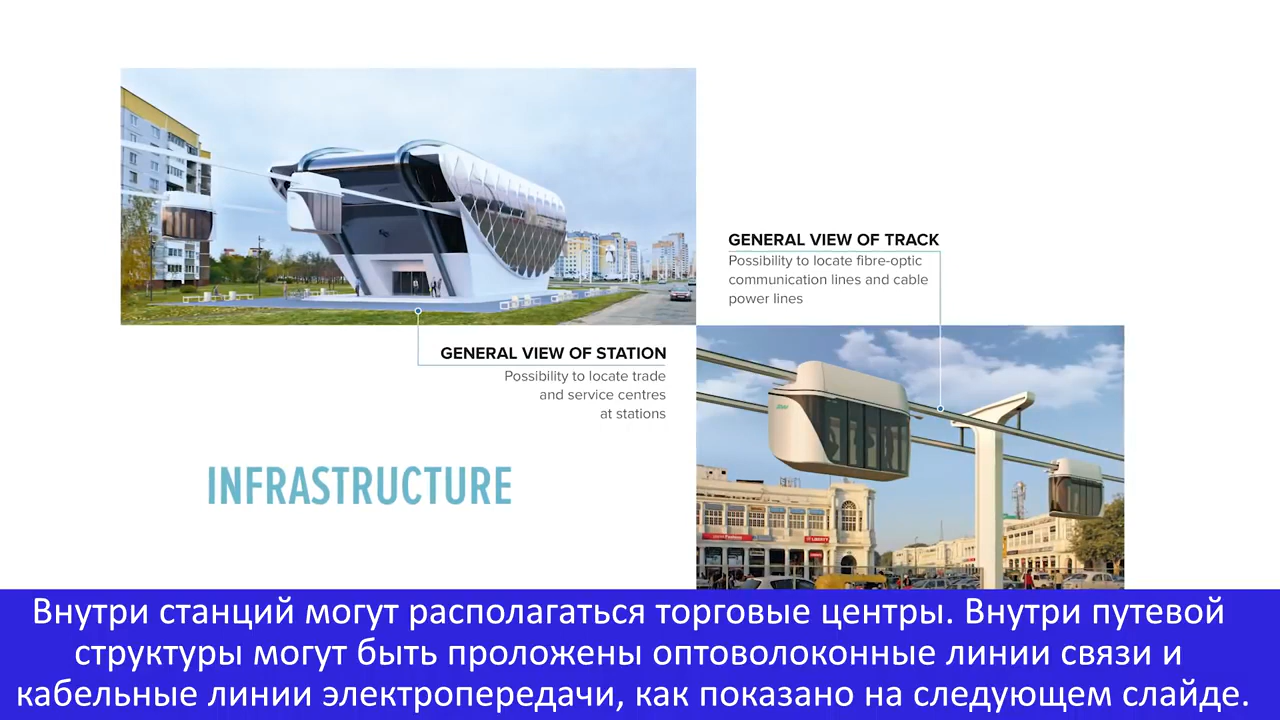 GENERAL VIEW OF TRACK
Possibility to locate fibre-optic
communication lines and cable
power lines
GENERAL VIEW OF STATION
Possibility to locate trade
and service centres
at stations
INFRASTRUCTURE
LIBERTY
Внутри станций могут располагаться торговые центры. Внутри путевой
структуры могут быть проложены оптоволоконные линии связи и
кабельные линии электропередачи, как показано на следующем слайде.